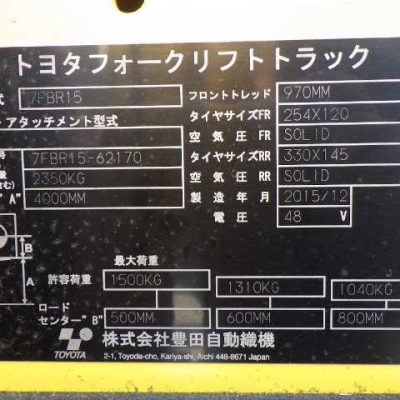 トヨタフォークリフトトラック
式 7FBR15 フロントトレッド 970MM
アタッチメント型式 タイヤサイズFR 254X120
空気圧FR SOLID
7FBR15-62170 タイヤサイズRR 330X145
2350KG 空気圧RR SOLID
A" 4000MM 製造年月 2015/12
電圧 48 V
B
A
最大荷重
許容荷重 1500KG 1310KG 1040KG
ロード
センター"B" 500MM 600MM 800MM
TOYOTA 株式会社豊田自動織機
2-1, Toyoda-cho, Kariya-shi, Aichi 448-8671 Japan